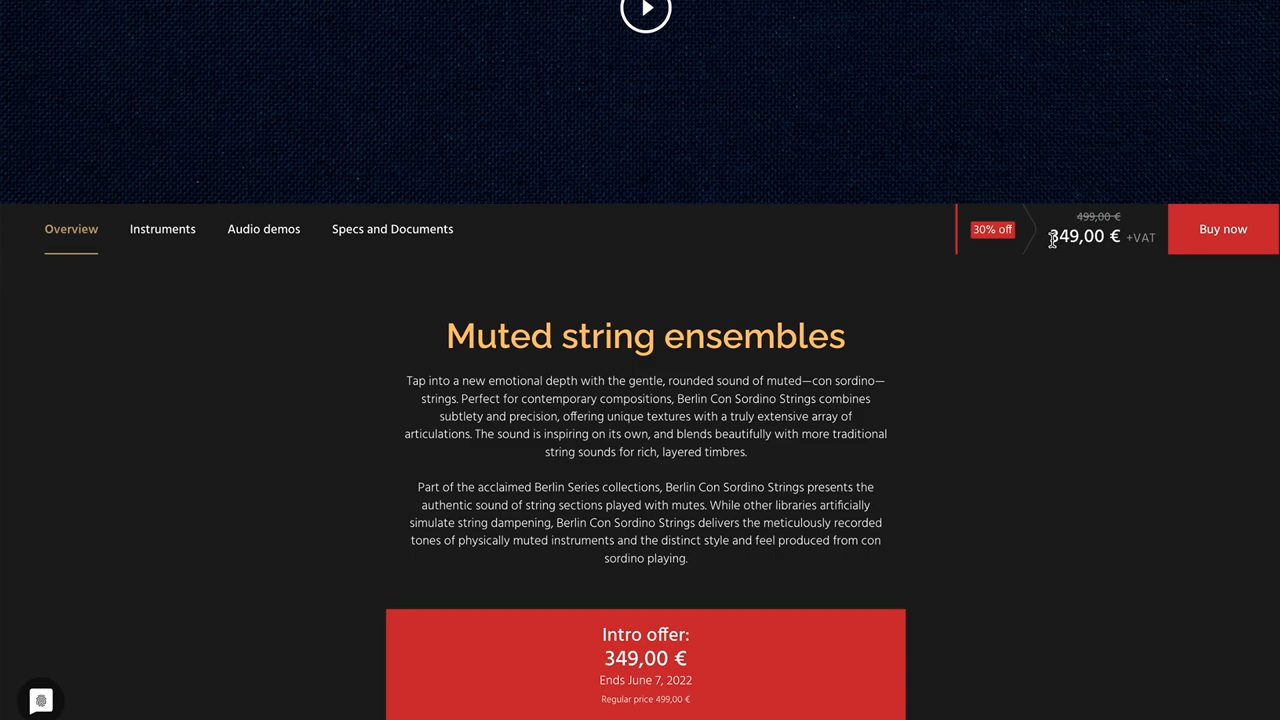 Overview Instruments Audio demos Specs and Documents 30% off 499,00 € 349,00 € +VAT Buy now
Muted string ensembles
Tap into a new emotional depth with the gentle, rounded sound of muted—con sordino—
strings. Perfect for contemporary compositions, Berlin Con Sordino Strings combines
subtlety and precision, offering unique textures with a truly extensive array of
articulations. The sound is inspiring on its own, and blends beautifully with more traditional
string sounds for rich, layered timbres.
Part of the acclaimed Berlin Series collections, Berlin Con Sordino Strings presents the
authentic sound of string sections played with mutes. While other libraries artificially
simulate string dampening, Berlin Con Sordino Strings delivers the meticulously recorded
tones of physically muted instruments and the distinct style and feel produced from con
sordino playing.
Intro offer:
349,00 €
Ends June 7, 2022
Regular price 499,00 €